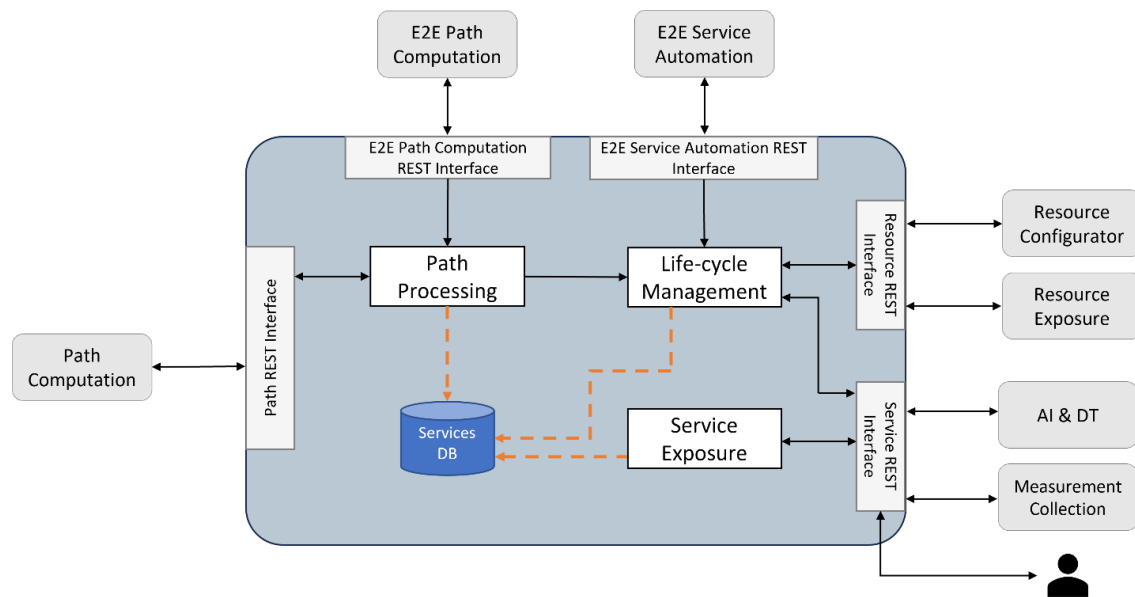 E2E Path
Computation
E2E Service
Automation
E2E Path Computation
REST Interface
E2E Service Automation REST
Interface
Resource REST
Interface
Resource
Configurator
Path
Processing
Life-cycle
Management
Resource
Exposure
Path REST Interface
Path
Computation
Services
DB
Service
Exposure
Service REST
Interface
AI & DT
Measurement
Collection